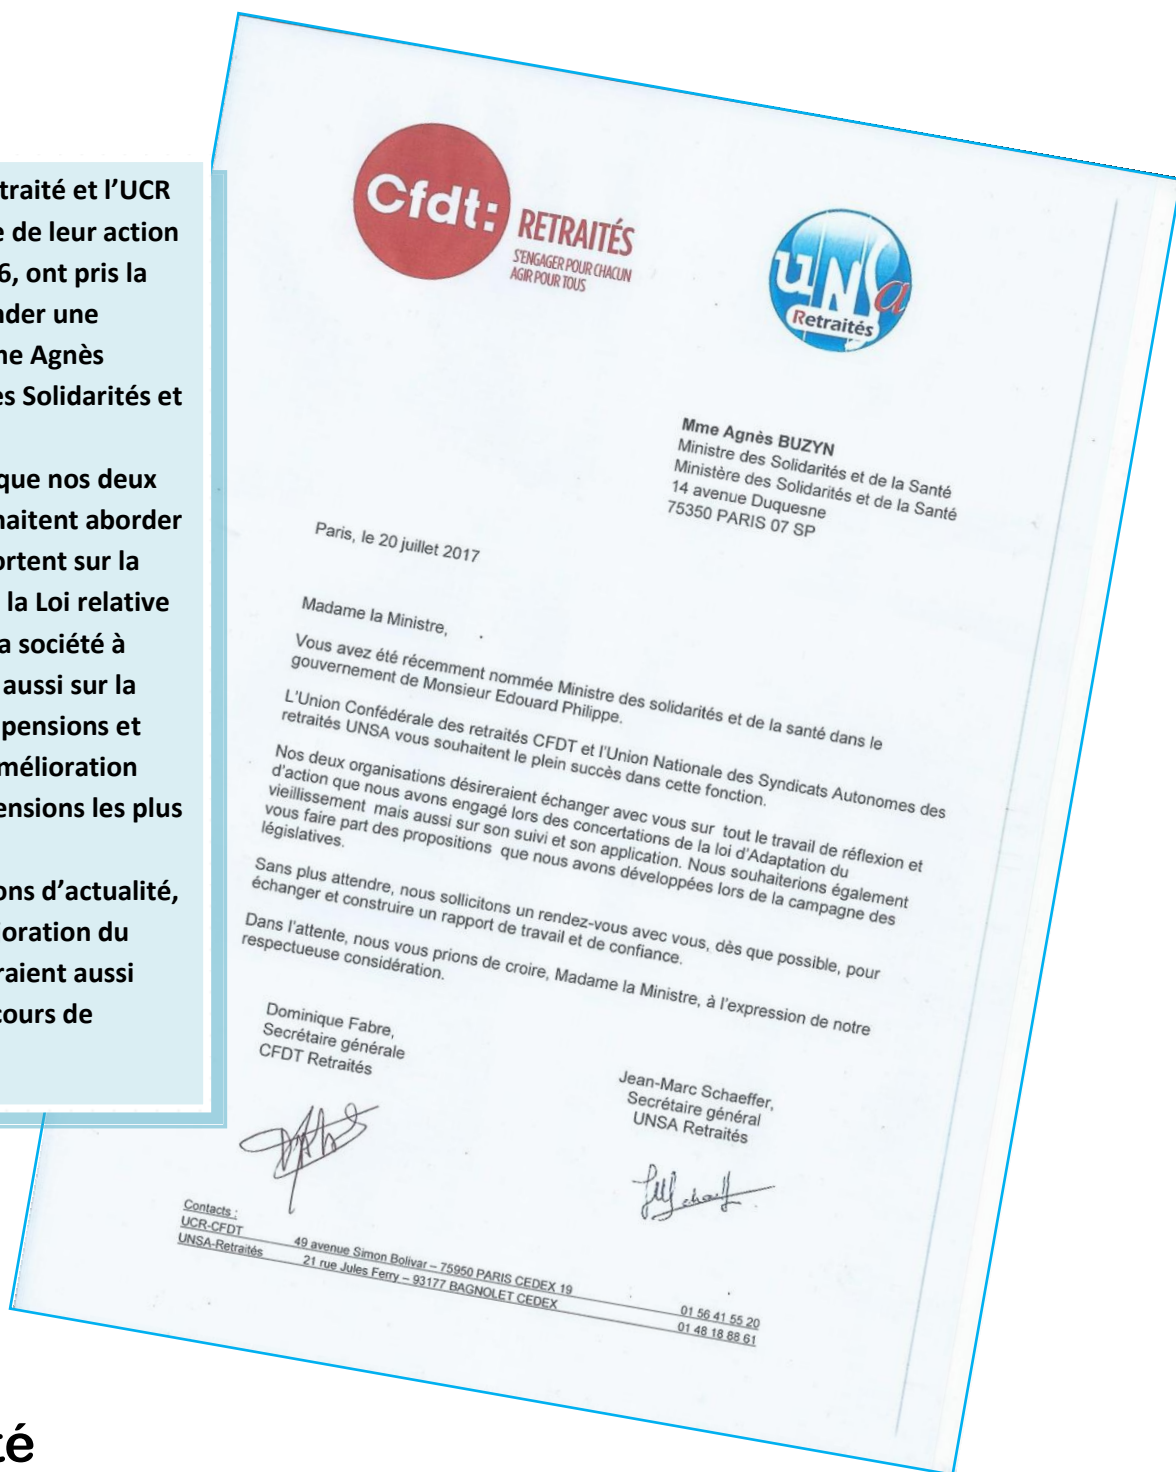 traité et l’UCR
e de leur action
6, ont pris la
nder une
ne Agnès
es Solidarités et
que nos deux
haitent aborder
ortent sur la
la Loi relative
a société à
aussi sur la
pensions et
mélioration
ensions les plus
ons d’actualité,
ioration du
raient aussi
cours de
Cfdt:
RETRAITÉS
S'ENGAGER POUR CHACUN
AGIR POUR TOUS
UNSa
Retraités
Mme Agnès BUZYN
Ministre des Solidarités et de la Santé
Ministère des Solidarités et de la Santé
14 avenue Duquesne
75350 PARIS 07 SP
Paris, le 20 juillet 2017
Madame la Ministre,
Vous avez été récemment nommée Ministre des solidarités et de la santé dans le
gouvernement de Monsieur Edouard Philippe.
L'Union Confédérale des retraités CFDT et l'Union Nationale des Syndicats Autonomes des
retraités UNSA vous souhaitent le plein succès dans cette fonction.
Nos deux organisations désireraient échanger avec vous sur tout le travail de réflexion et
d'action que nous avons engagé lors des concertations de la loi d'Adaptation du
vieillissement mais aussi sur son suivi et son application. Nous souhaiterions également
vous faire part des propositions que nous avons développées lors de la campagne des
législatives.
Sans plus attendre, nous sollicitons un rendez-vous avec vous, dès que possible, pour
échanger et construire un rapport de travail et de confiance.
Dans l'attente, nous vous prions de croire, Madame la Ministre, à l'expression de notre
respectueuse considération.
Dominique Fabre,
Secrétaire générale
CFDT Retraités
Jean-Marc Schaeffer,
Secrétaire général
UNSA Retraités
Contacts :
UCR-CFDT 49 avenue Simon Bolivar – 75950 PARIS CEDEX 19 01 56 41 55 20
UNSA-Retraités 21 rue Jules Ferry – 93177 BAGNOLET CEDEX 01 48 18 88 61
té